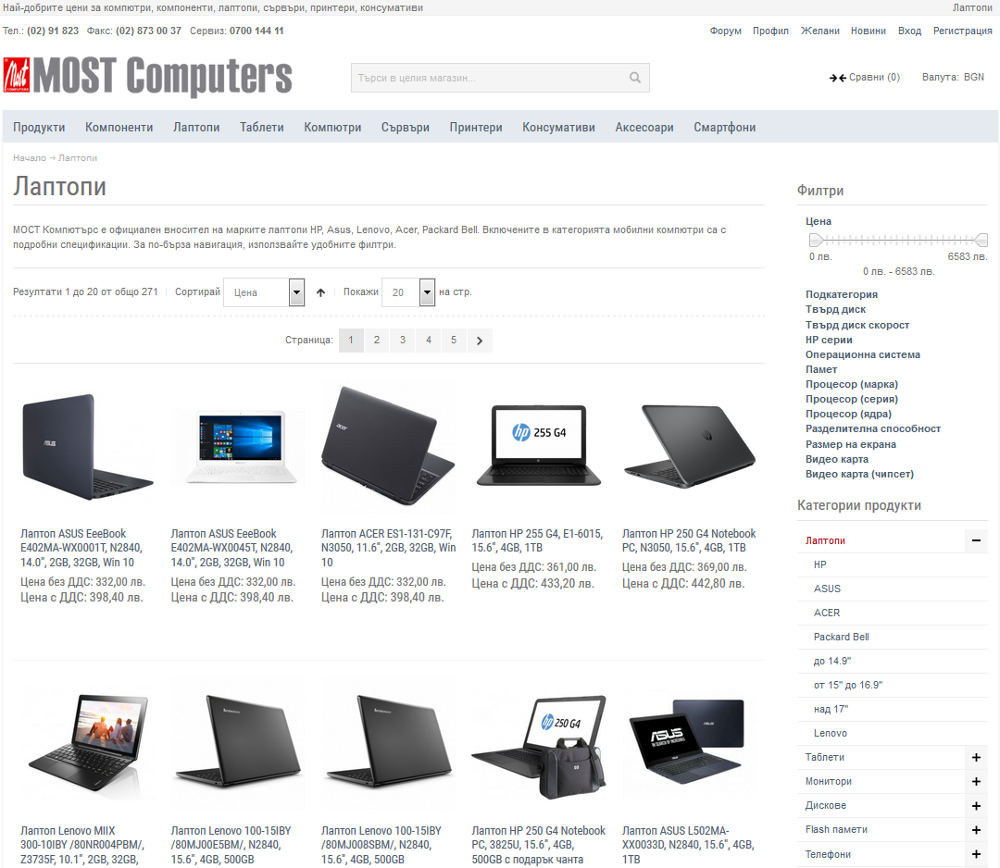 Най-добрите цени за компютри, компоненти, лаптопи, сървъри, принтери, консумативи
Лаптопи
Тел.: (02) 91 823 Факс: (02) 873 00 37 Сервиз: 0700 144 11
Форум Профил Желани Новини Вход Регистрация
Most
COMPUTERS
MOST Computers
Търси в целия магазин...
Сравни (0)
Валута: BGN
Продукти Компоненти Лаптопи Таблети Компютри Сървъри Принтери Консумативи Аксесоари Смартфони
Начало → Лаптопи
Лаптопи
МОСТ Компютърс е официален вносител на марките лаптопи HP, Asus, Lenovo, Acer, Packard Bell. Включените в категорията мобилни компютри са с
подробни спецификации. За по-бърза навигация, използвайте удобните филтри.
Резултати 1 до 20 от общо 271
Сортирай Цена
Покажи 20 на стр.
Страница: 1 2 3 4 5
ASUS
acer
hp 255 G4
hp
Лаптоп ASUS EeeBook
E402MA-WX0001T, N2840,
14.0", 2GB, 32GB, Win 10
Цена без ДДС: 332,00 лв.
Цена с ДДС: 398,40 лв.
Лаптоп ASUS EeeBook
E402MA-WX0045T, N2840,
14.0", 2GB, 32GB, Win 10
Цена без ДДС: 332,00 лв.
Цена с ДДС: 398,40 лв.
Лаптоп ACER ES1-131-C97F,
N3050, 11.6", 2GB, 32GB, Win
10
Цена без ДДС: 332,00 лв.
Цена с ДДС: 398,40 лв.
Лаптоп HP 255 G4, E1-6015,
15.6", 4GB, 1TB
Цена без ДДС: 361,00 лв.
Цена с ДДС: 433,20 лв.
Лаптоп HP 250 G4 Notebook
PC, N3050, 15.6", 4GB, 1TB
Цена без ДДС: 369,00 лв.
Цена с ДДС: 442,80 лв.
lenovo
lenovo
hp 250 G4
hp
ASUS
IN SEARCH OF INCREDIBLE
ASUS
Лаптоп Lenovo MIIX
300-10IBY /80NR004PBM/,
Z3735F, 10.1", 2GB, 32GB,
Лаптоп Lenovo 100-15IBY
/80MJ00E5BM/, N2840,
15.6", 4GB, 500GB
Лаптоп Lenovo 100-15IBY
/80MJ008SBM/, N2840,
15.6", 4GB, 500GB
Лаптоп HP 250 G4 Notebook
PC, 3825U, 15.6", 4GB,
500GB с подарък чанта
Лаптоп ASUS L502MA-
XX0033D, N2840, 15.6", 4GB,
1TB
Филтри
Цена
0 лв. 6583 лв.
0 лв. - 6583 лв.
Подкатегория
Твърд диск
Твърд диск скорост
HP серии
Операционна система
Памет
Процесор (марка)
Процесор (серия)
Процесор (ядра)
Разделителна способност
Размер на екрана
Видео карта
Видео карта (чипсет)
Категории продукти
Лаптопи
HP
ASUS
ACER
Packard Bell
до 14.9"
от 15" до 16.9"
над 17"
Lenovo
Таблети
Монитори
Дискове
Flash памети
Телефони